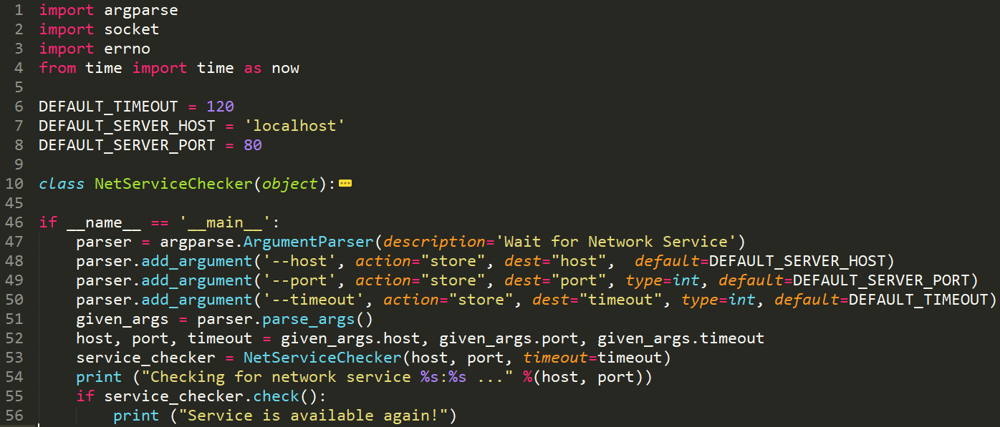 1 import argparse
2 import socket
3 import errno
4 from time import time as now
5
6 DEFAULT_TIMEOUT = 120
7 DEFAULT_SERVER_HOST = 'localhost'
8 DEFAULT_SERVER_PORT = 80
9
10 class NetServiceChecker(object):
45
46 if __name__ == '__main__':
47     parser = argparse.ArgumentParser(description='Wait for Network Service')
48     parser.add_argument('--host', action="store", dest="host",  default=DEFAULT_SERVER_HOST)
49     parser.add_argument('--port', action="store", dest="port", type=int, default=DEFAULT_SERVER_PORT)
50     parser.add_argument('--timeout', action="store", dest="timeout", type=int, default=DEFAULT_TIMEOUT)
51     given_args = parser.parse_args()
52     host, port, timeout = given_args.host, given_args.port, given_args.timeout
53     service_checker = NetServiceChecker(host, port, timeout=timeout)
54     print ("Checking for network service %s:%s ..." %(host, port))
55     if service_checker.check():
56         print ("Service is available again!")